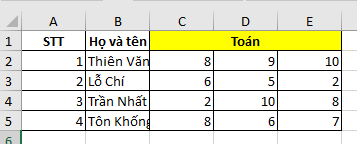 A B C D E
1 STT Họ và tên Toán
2 1 Thiên Văn 8 9 10
3 2 Lỗ Chí 6 5 2
4 3 Trần Nhất 2 10 8
5 4 Tôn Khống 8 6 7
6